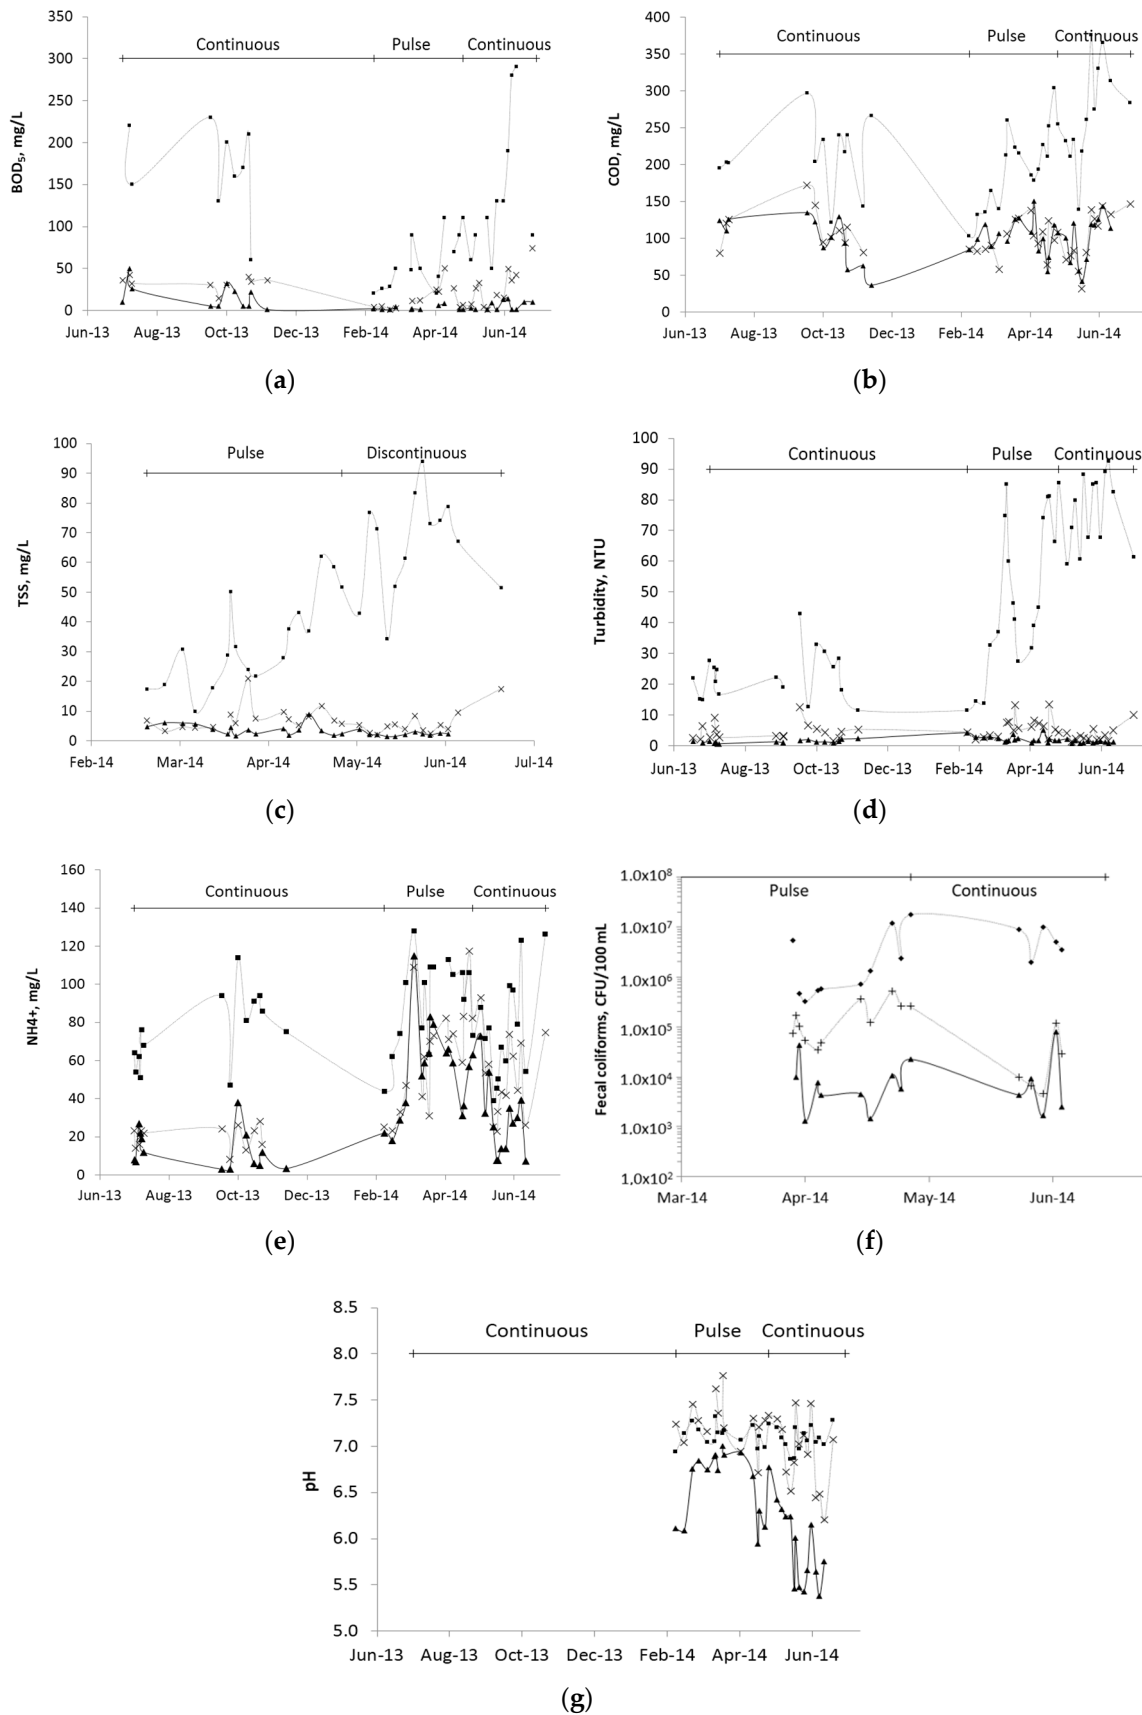 350
300
250
200
150
100
50
0
BOD5, mg/L
Continuous Pulse Continuous
Jun-13 Aug-13 Oct-13 Dec-13 Feb-14 Apr-14 Jun-14
(a)
400
350
300
250
200
150
100
50
0
COD, mg/L
Continuous Pulse Continuous
Jun-13 Aug-13 Oct-13 Dec-13 Feb-14 Apr-14 Jun-14
(b)
100
90
80
70
60
50
40
30
20
10
0
TSS, mg/L
Pulse Discontinuous
Feb-14 Mar-14 Apr-14 May-14 Jun-14 Jul-14
(c)
100
90
80
70
60
50
40
30
20
10
0
Turbidity, NTU
Continuous Pulse Continuous
Jun-13 Aug-13 Oct-13 Dec-13 Feb-14 Apr-14 Jun-14
(d)
160
140
120
100
80
60
40
20
0
NH4+, mg/L
Continuous Pulse Continuous
Jun-13 Aug-13 Oct-13 Dec-13 Feb-14 Apr-14 Jun-14
(e)
1.0x10^8
1.0x10^7
1.0x10^6
1.0x10^5
1.0x10^4
1.0x10^3
1,0x10^2
Fecal coliforms, CFU/100 mL
Pulse Continuous
Mar-14 Apr-14 May-14 Jun-14
(f)
8.5
8.0
7.5
7.0
6.5
6.0
5.5
5.0
pH
Continuous Pulse Continuous
Jun-13 Aug-13 Oct-13 Dec-13 Feb-14 Apr-14 Jun-14
(g)